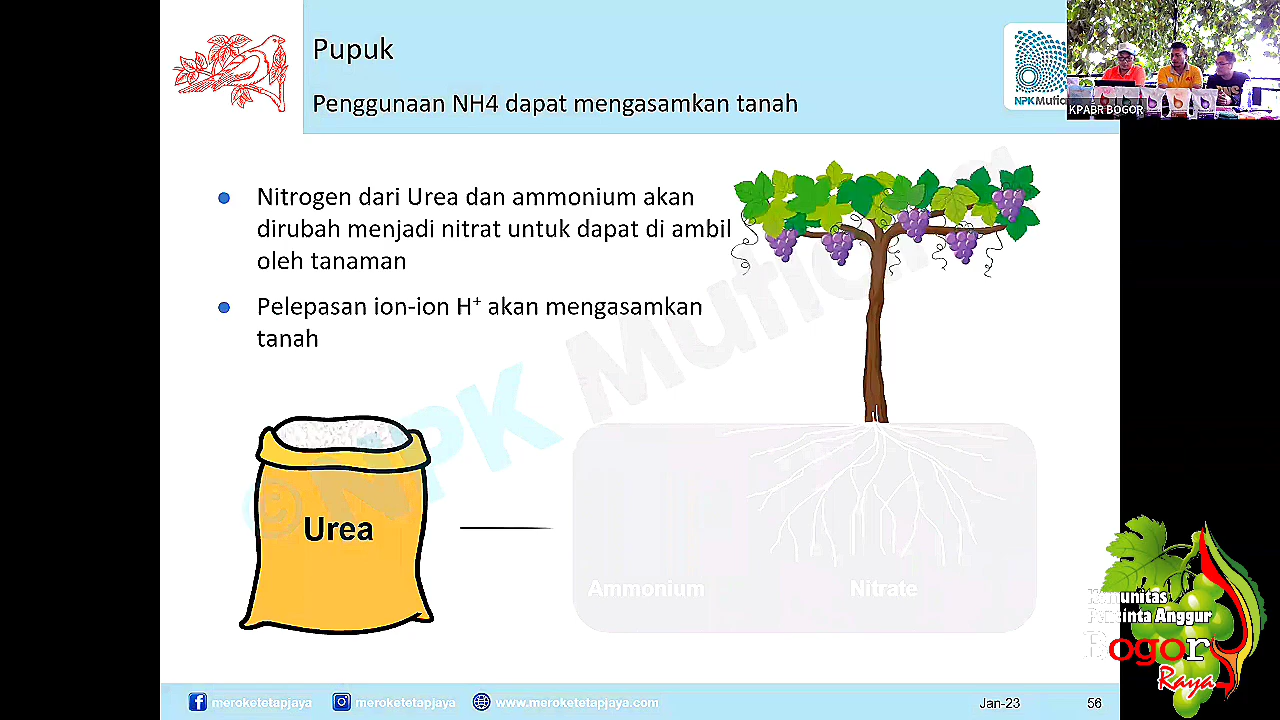 Pupuk
Penggunaan NH4 dapat mengasamkan tanah
NPK Mutiara
KPABR BOGOR
Nitrogen dari Urea dan ammonium akan
dirubah menjadi nitrat untuk dapat di ambil
oleh tanaman
Pelepasan ion-ion H⁺ akan mengasamkan
tanah
© NPK Mutiara
Urea
Ammonium
Nitrate
Komunitas
Pencinta Anggur
Bogor
Raya
meroketetapjaya
meroketetapjaya
www.meroketetapjaya.com
Jan-23
56